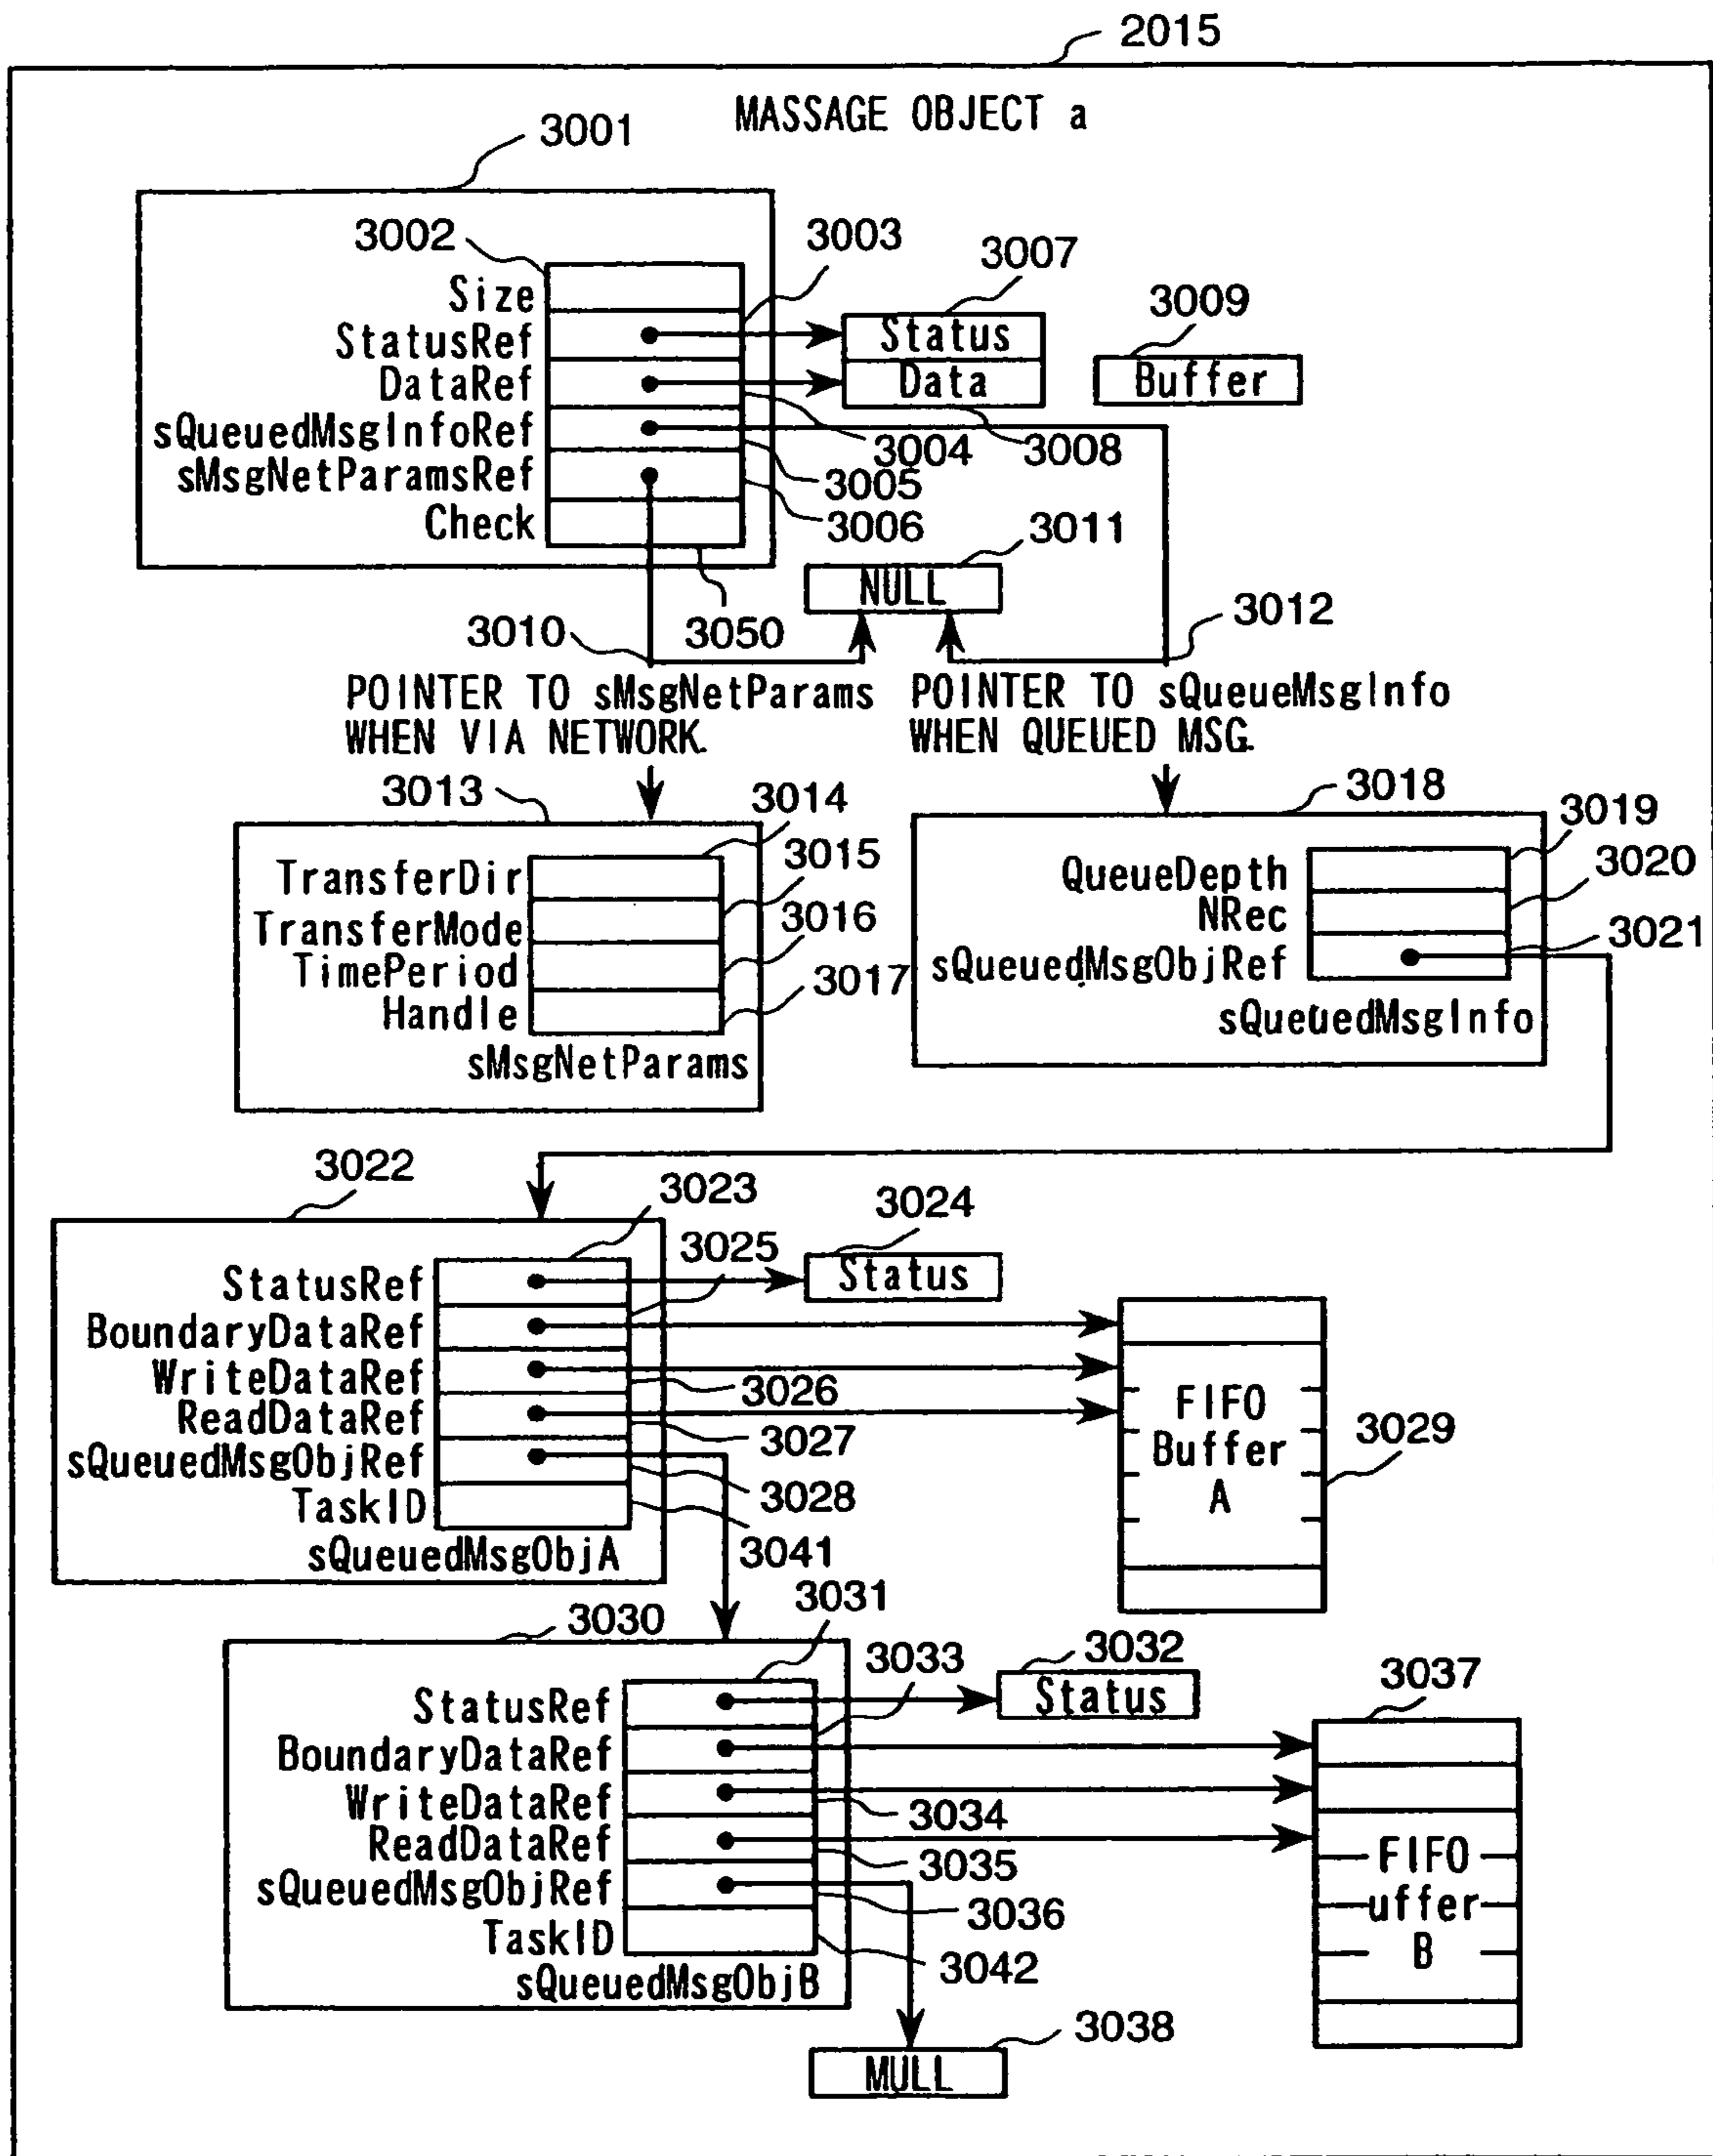 2015
MASSAGE OBJECT a
3001
3002
3003
3007
3009
Size
StatusRef
Status
DataRef
Data
Buffer
sQueuedMsgInfoRef
3004
3008
sMsgNetParamsRef
3005
Check
3006
3011
NULL
3010
3050
3012
POINTER TO sMsgNetParams
WHEN VIA NETWORK.
POINTER TO sQueueMsgInfo
WHEN QUEUED MSG.
3013
3014
3015
3016
3017
TransferDir
TransferMode
TimePeriod
Handle
sMsgNetParams
3018
3019
3020
3021
QueueDepth
NRec
sQueuedMsgObjRef
sQueuedMsgInfo
3022
3023
3024
3025
StatusRef
Status
BoundaryDataRef
WriteDataRef
3026
ReadDataRef
3027
sQueuedMsgObjRef
3028
TaskID
3041
sQueuedMsgObjA
FIFO
Buffer
A
3029
3030
3031
3032
3033
3037
StatusRef
Status
BoundaryDataRef
WriteDataRef
3034
ReadDataRef
3035
sQueuedMsgObjRef
3036
TaskID
3042
sQueuedMsgObjB
FIFO
uffer
B
3038
MULL